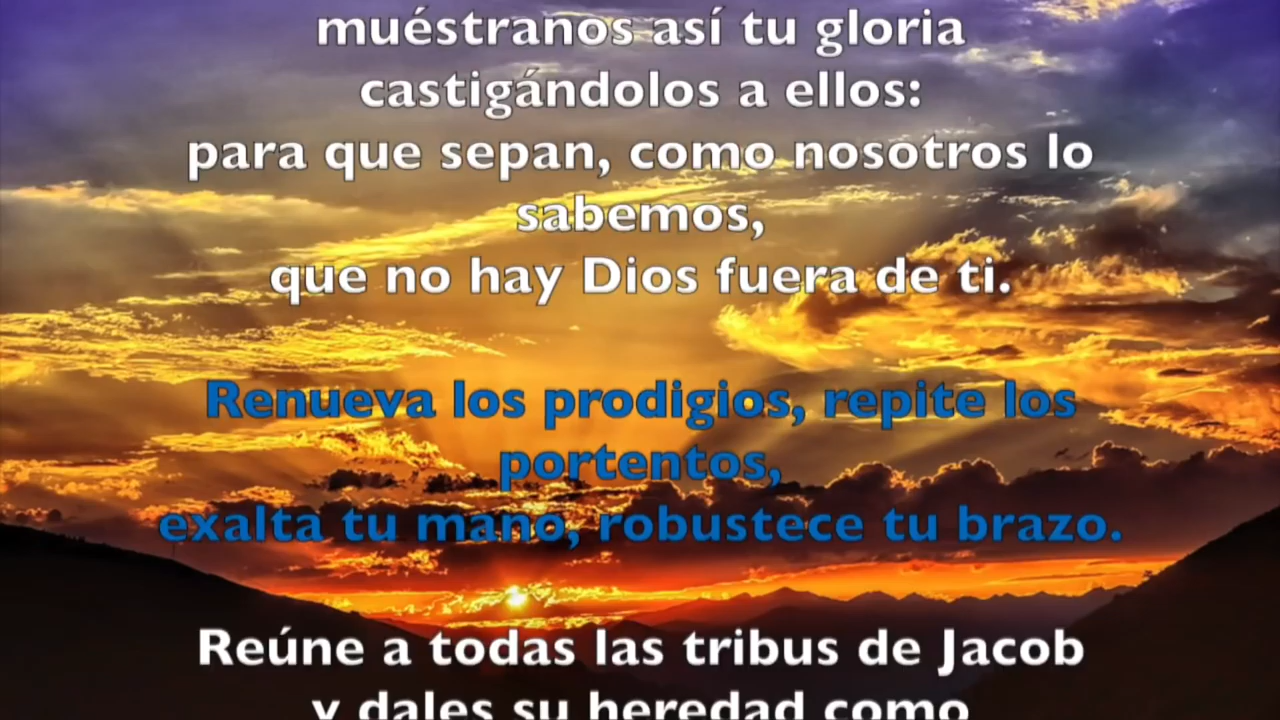 muéstranos así tu gloria
castigándolos a ellos:
para que sepan, como nosotros lo
sabemos,
que no hay Dios fuera de ti.
Renueva los prodigios, repite los
portentos,
exalta tu mano, robustece tu brazo.
Reúne a todas las tribus de Jacob
y dales su heredad como